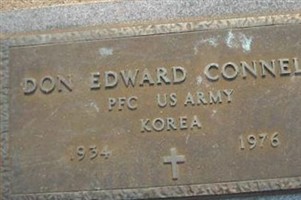 DON EDWARD CONNEL
PFC US ARMY
KOREA
1934 1976